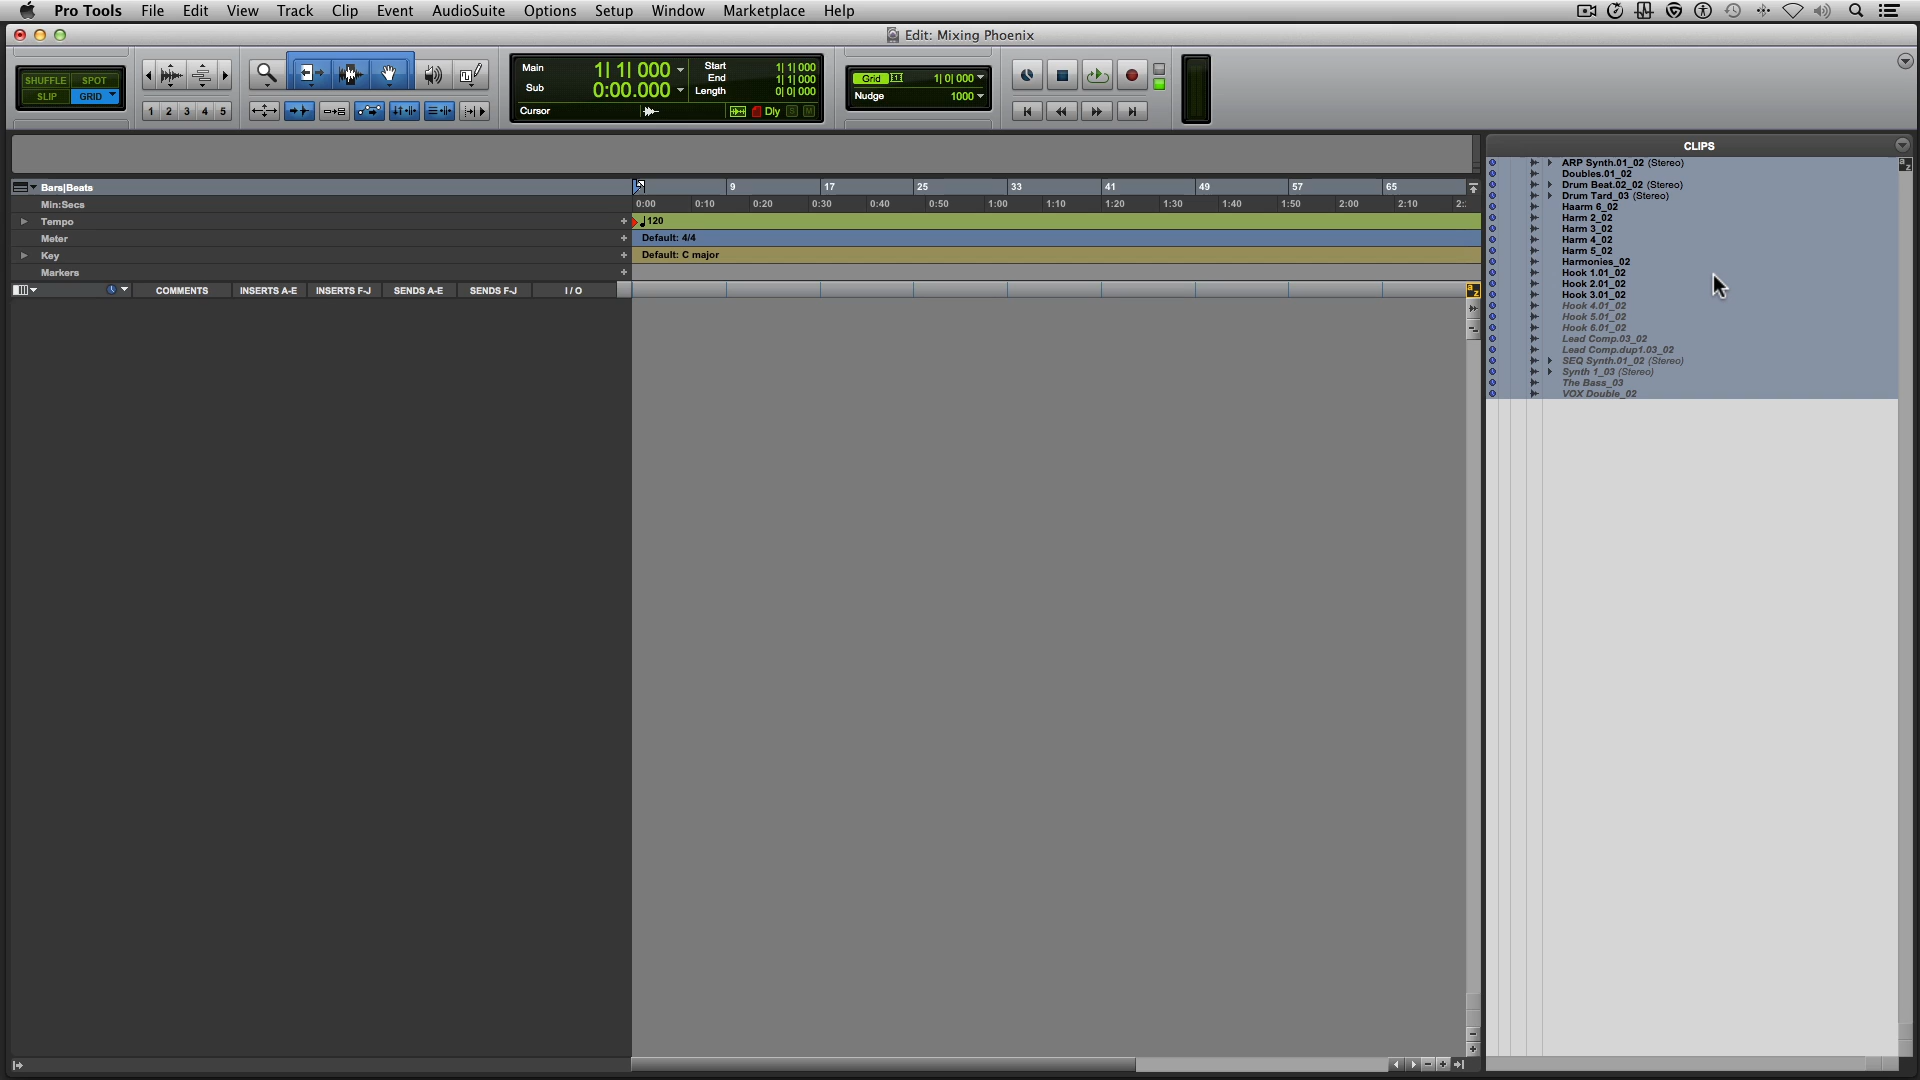 Pro Tools File Edit View Track Clip Event AudioSuite Options Setup Window Marketplace Help
Edit: Mixing Phoenix
SHUFFLE SPOT
SLIP GRID
1 2 3 4 5
Main 1| 1| 000
Sub 0:00.000
Start 1| 1| 000
End 1| 1| 000
Length 0| 0| 000
Cursor Dly S M
Grid 1| 0| 000
Nudge 1000
CLIPS
Bars|Beats 9 17 25 33 41 49 57 65
Min:Secs 0:00 0:10 0:20 0:30 0:40 0:50 1:00 1:10 1:20 1:30 1:40 1:50 2:00 2:10 2:
Tempo + 120
Meter + Default: 4/4
Key + Default: C major
Markers +
COMMENTS INSERTS A-E INSERTS F-J SENDS A-E SENDS F-J I / O
a z
ARP Synth.01_02 (Stereo)
Doubles.01_02
Drum Beat.02_02 (Stereo)
Drum Tard_03 (Stereo)
Haarm 6_02
Harm 2_02
Harm 3_02
Harm 4_02
Harm 5_02
Harmonies_02
Hook 1.01_02
Hook 2.01_02
Hook 3.01_02
Hook 4.01_02
Hook 5.01_02
Hook 6.01_02
Lead Comp.03_02
Lead Comp.dup1.03_02
SEQ Synth.01_02 (Stereo)
Synth 1_03 (Stereo)
The Bass_03
VOX Double_02
a z